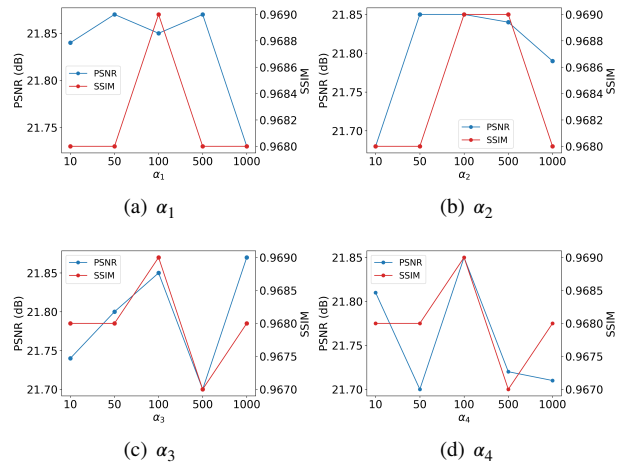 PSNR (dB)
21.85
21.80
21.75
PSNR
SSIM
10 50 100 500 1000
α1
0.9690
0.9688
0.9686
0.9684
0.9682
0.9680
SSIM
(a) α1
PSNR (dB)
21.85
21.80
21.75
21.70
PSNR
SSIM
10 50 100 500 1000
α2
0.9690
0.9688
0.9686
0.9684
0.9682
0.9680
SSIM
(b) α2
PSNR (dB)
21.85
21.80
21.75
21.70
PSNR
SSIM
10 50 100 500 1000
α3
0.9690
0.9685
0.9680
0.9675
0.9670
SSIM
(c) α3
PSNR (dB)
21.85
21.80
21.75
21.70
PSNR
SSIM
10 50 100 500 1000
α4
0.9690
0.9685
0.9680
0.9675
0.9670
SSIM
(d) α4